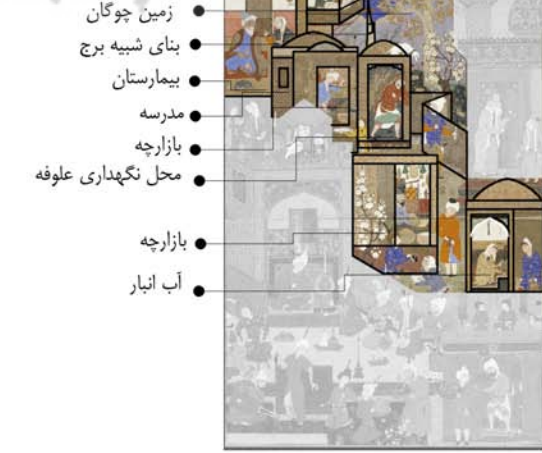 زمین چوگان
بنای شبیه برج
بیمارستان
مدرسه
بازارچه
محل نگهداری علوفه
بازارچه
آب انبار